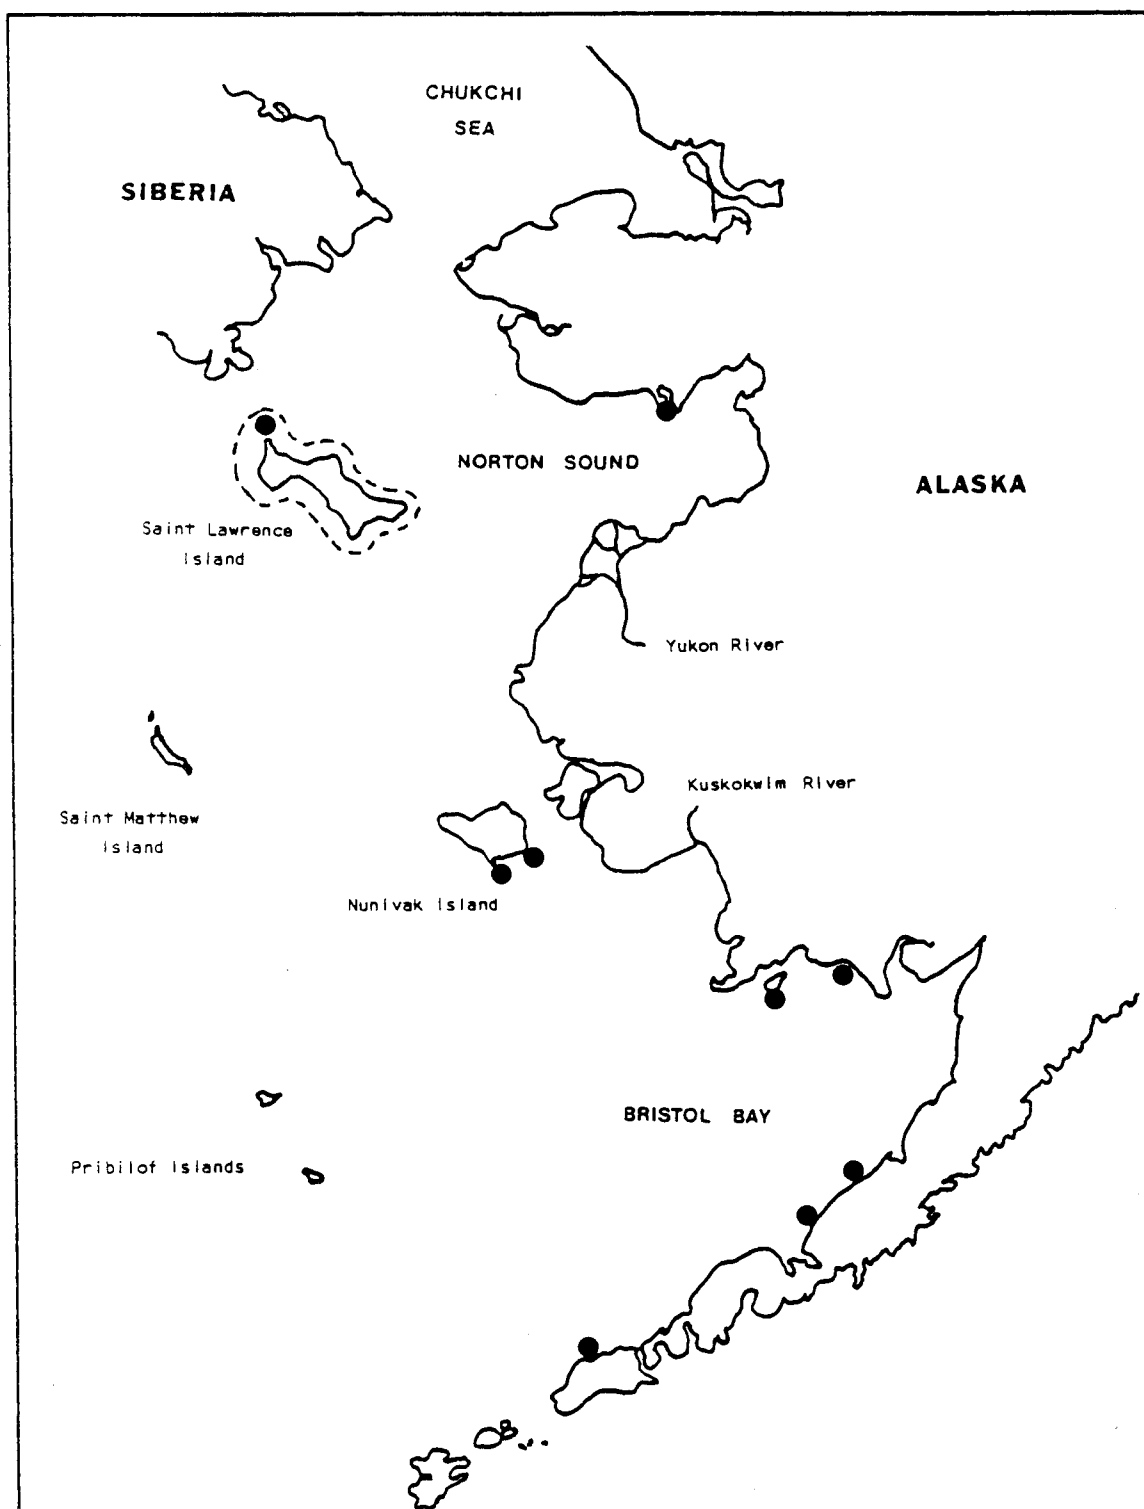 CHUKCHI
SEA
SIBERIA
NORTON SOUND
ALASKA
Saint Lawrence
Island
Yukon River
Kuskokwim River
Saint Matthew
Island
Nunivak Island
BRISTOL BAY
Pribilof Islands